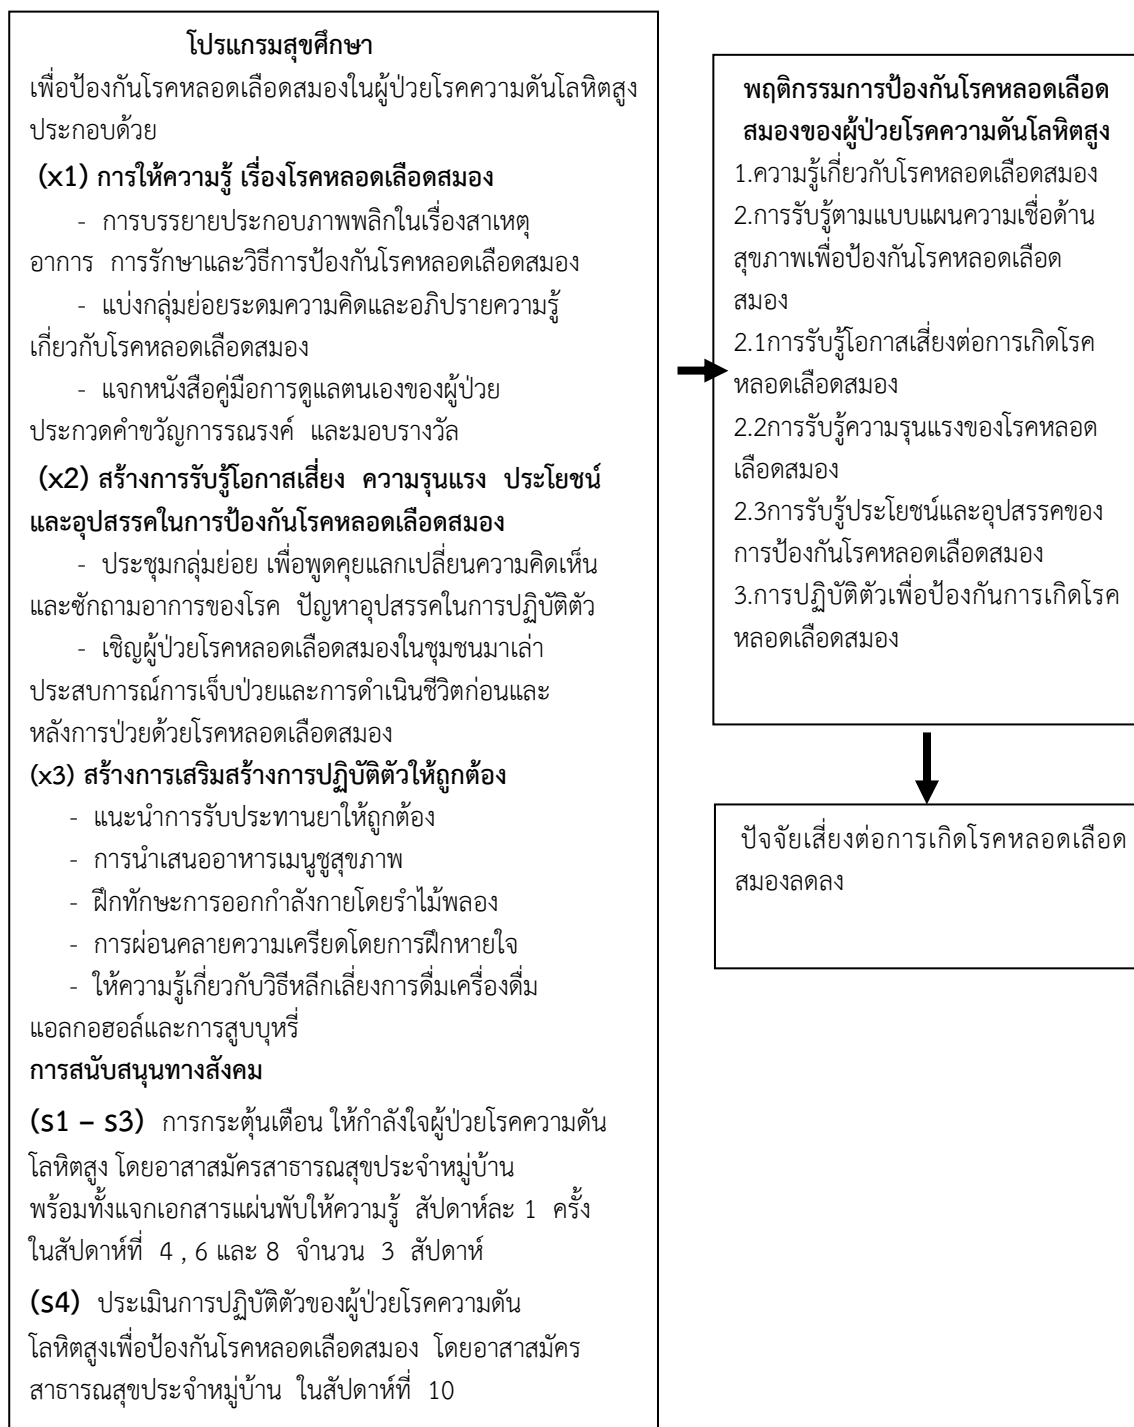 โปรแกรมสุขศึกษา
เพื่อป้องกันโรคหลอดเลือดสมองในผู้ป่วยโรคความดันโลหิตสูง
ประกอบด้วย
(x1) การให้ความรู้ เรื่องโรคหลอดเลือดสมอง
- การบรรยายประกอบภาพพลิกในเรื่องสาเหตุ
อาการ การรักษาและวิธีการป้องกันโรคหลอดเลือดสมอง
- แบ่งกลุ่มย่อยระดมความคิดและอภิปรายความรู้
เกี่ยวกับโรคหลอดเลือดสมอง
- แจกหนังสือคู่มือการดูแลตนเองของผู้ป่วย
ประกวดคำขวัญการรณรงค์ และมอบรางวัล
(x2) สร้างการรับรู้โอกาสเสี่ยง ความรุนแรง ประโยชน์
และอุปสรรคในการป้องกันโรคหลอดเลือดสมอง
- ประชุมกลุ่มย่อย เพื่อพูดคุยแลกเปลี่ยนความคิดเห็น
และซักถามอาการของโรค ปัญหาอุปสรรคในการปฏิบัติตัว
- เชิญผู้ป่วยโรคหลอดเลือดสมองในชุมชนมาเล่า
ประสบการณ์การเจ็บป่วยและการดำเนินชีวิตก่อนและ
หลังการป่วยด้วยโรคหลอดเลือดสมอง
(x3) สร้างการเสริมสร้างการปฏิบัติตัวให้ถูกต้อง
- แนะนำการรับประทานยาให้ถูกต้อง
- การนำเสนออาหารเมนูชูสุขภาพ
- ฝึกทักษะการออกกำลังกายโดยรำไม้พลอง
- การผ่อนคลายความเครียดโดยการฝึกหายใจ
- ให้ความรู้เกี่ยวกับวิธีหลีกเลี่ยงการดื่มเครื่องดื่ม
แอลกอฮอล์และการสูบบุหรี่
การสนับสนุนทางสังคม
(s1 – s3) การกระตุ้นเตือน ให้กำลังใจผู้ป่วยโรคความดัน
โลหิตสูง โดยอาสาสมัครสาธารณสุขประจำหมู่บ้าน
พร้อมทั้งแจกเอกสารแผ่นพับให้ความรู้ สัปดาห์ละ 1 ครั้ง
ในสัปดาห์ที่ 4 , 6 และ 8 จำนวน 3 สัปดาห์
(s4) ประเมินการปฏิบัติตัวของผู้ป่วยโรคความดัน
โลหิตสูงเพื่อป้องกันโรคหลอดเลือดสมอง โดยอาสาสมัคร
สาธารณสุขประจำหมู่บ้าน ในสัปดาห์ที่ 10
พฤติกรรมการป้องกันโรคหลอดเลือด
สมองของผู้ป่วยโรคความดันโลหิตสูง
1.ความรู้เกี่ยวกับโรคหลอดเลือดสมอง
2.การรับรู้ตามแบบแผนความเชื่อด้าน
สุขภาพเพื่อป้องกันโรคหลอดเลือด
สมอง
2.1การรับรู้โอกาสเสี่ยงต่อการเกิดโรค
หลอดเลือดสมอง
2.2การรับรู้ความรุนแรงของโรคหลอด
เลือดสมอง
2.3การรับรู้ประโยชน์และอุปสรรคของ
การป้องกันโรคหลอดเลือดสมอง
3.การปฏิบัติตัวเพื่อป้องกันการเกิดโรค
หลอดเลือดสมอง
ปัจจัยเสี่ยงต่อการเกิดโรคหลอดเลือด
สมองลดลง